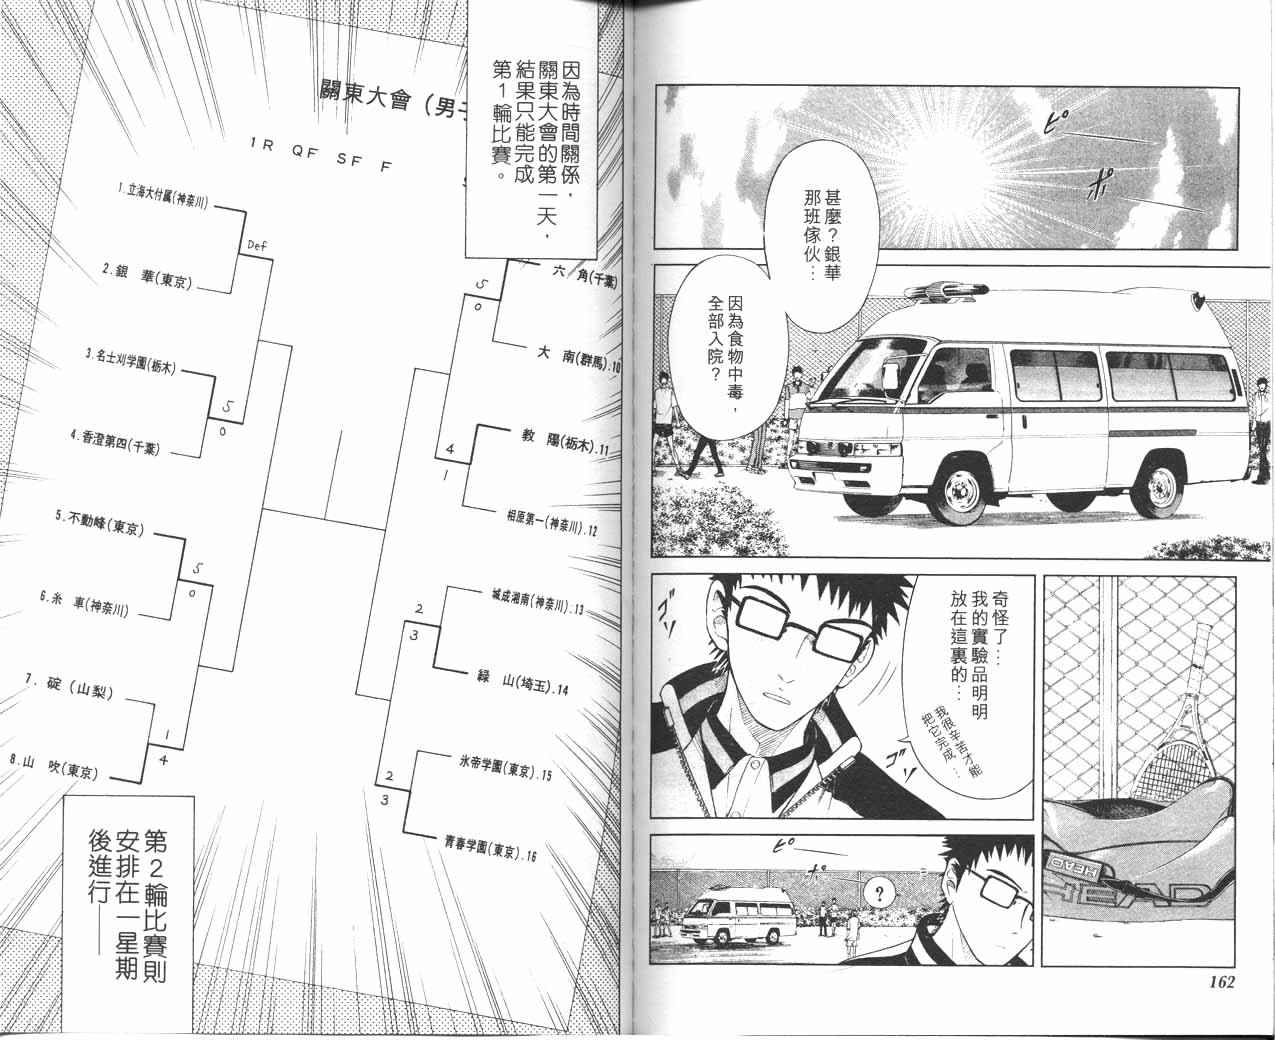 ピ
ポ
甚麼？銀華
那班傢伙…
因為食物中毒，
全部入院？
奇怪了…
我的實驗品明明
放在這裏的…
我很辛苦才能
把它完成…
ゴソ
ゴソ
HEAD
HEAD
ピー
ポー
？
162
因為時間關係，
關東大會的第一天，
結果只能完成
第1輪比賽。
關東大會（男子
1R QF SF F
1.立海大付属(神奈川)
Def
2.銀 華(東京)
3.名士刈学園(栃木)
5
0
4.香澄第四(千葉)
5.不動峰(東京)
5
0
6.糸 車(神奈川)
7.碇(山梨)
1
4
8.山 吹(東京)
六 角(千葉)
5
0
大 南(群馬).10
教 陽(栃木).11
4
1
相原第一(神奈川).12
城成湘南(神奈川).13
2
3
緑 山(埼玉).14
氷帝学園(東京).15
2
3
青春学園(東京).16
第2輪比賽則
安排在一星期
後進行——